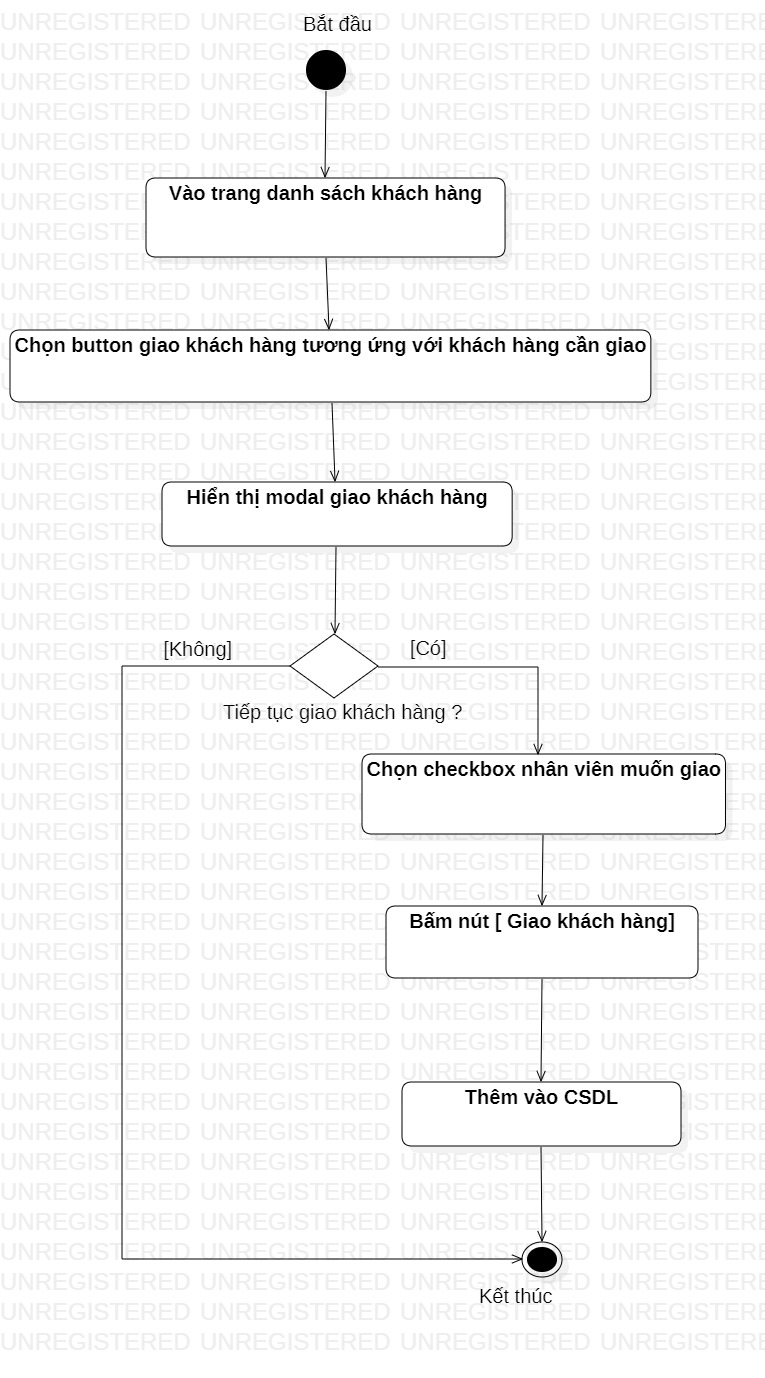 Bắt đầu
Vào trang danh sách khách hàng
Chọn button giao khách hàng tương ứng với khách hàng cần giao
Hiển thị modal giao khách hàng
[Không]
[Có]
Tiếp tục giao khách hàng ?
Chọn checkbox nhân viên muốn giao
Bấm nút [ Giao khách hàng]
Thêm vào CSDL
Kết thúc
UNREGISTERED